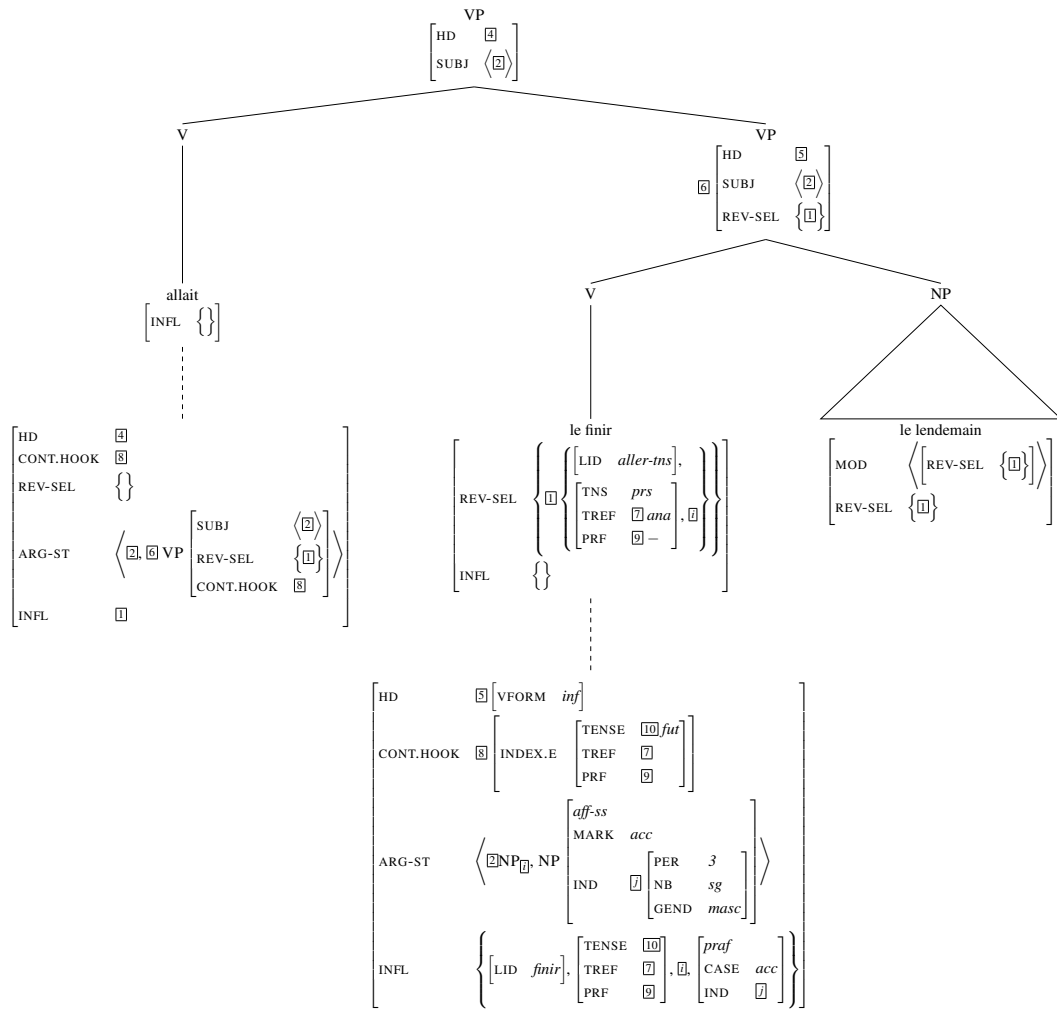 VP
HD 4
SUBJ ⟨2⟩
V
VP
6
HD 5
SUBJ ⟨2⟩
REV-SEL {1}
allait
INFL {}
V
NP
HD 4
CONT.HOOK 8
REV-SEL {}
ARG-ST ⟨2, 6 VP
SUBJ ⟨2⟩
REV-SEL {1}
CONT.HOOK 8
⟩
INFL 1
le finir
REV-SEL { 1 {
[LID aller-tns],
TNS prs
TREF 7 ana
PRF 9 −
, i } }
INFL {}
le lendemain
MOD ⟨[REV-SEL {1}]⟩
REV-SEL {1}
HD 5 [VFORM inf]
CONT.HOOK 8 [INDEX.E
TENSE 10 fut
TREF 7
PRF 9
]
ARG-ST ⟨2NPi, NP
aff-ss
MARK acc
IND j
PER 3
NB sg
GEND masc
⟩
INFL { [LID finir],
TENSE 10
TREF 7
PRF 9
, i,
praf
CASE acc
IND j
}